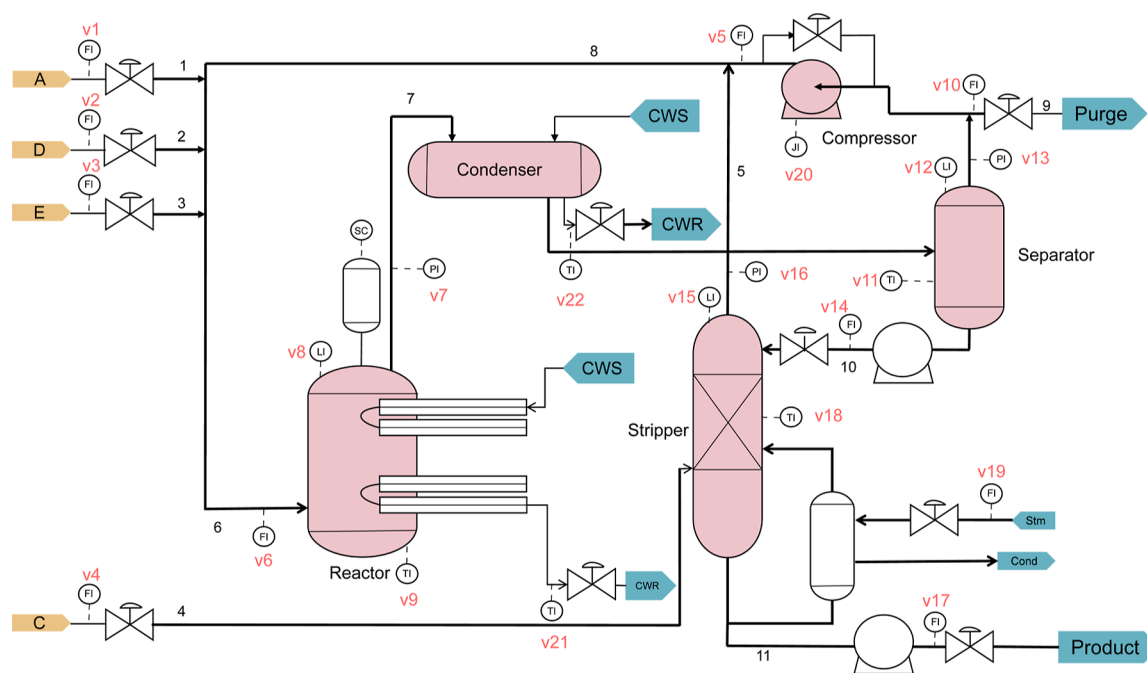 v1
FI
A
1
v2
FI
D
2
v3
FI
E
3
8
v5
FI
v10
FI
9
Purge
Compressor
JI
v20
7
CWS
Condenser
CWR
TI
v22
5
v12
LI
PI
v13
Separator
v11
TI
SC
PI
v7
PI
v16
v15
LI
v14
FI
10
v8
LI
CWS
Stripper
TI
v18
v19
FI
Stm
Cond
6
FI
v6
Reactor
TI
v9
CWR
TI
v21
v4
FI
C
4
v17
FI
11
Product